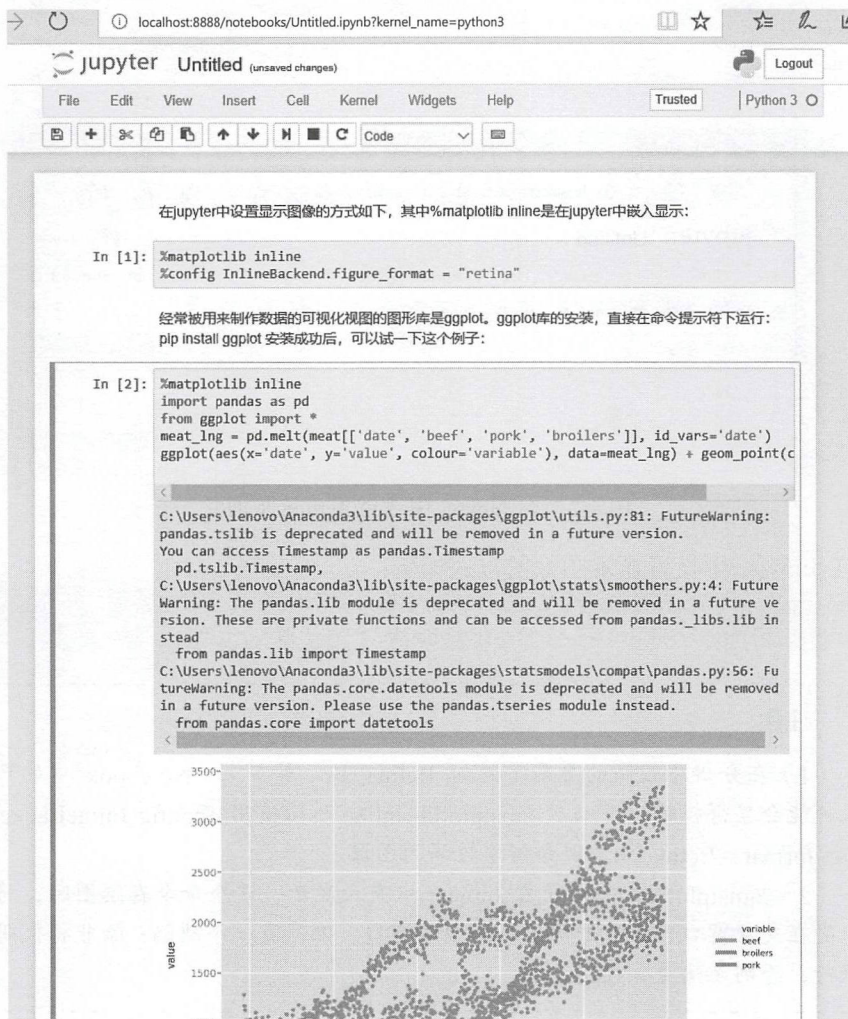 localhost:8888/notebooks/Untitled.ipynb?kernel_name=python3
jupyter Untitled (unsaved changes)
Logout
File Edit View Insert Cell Kernel Widgets Help
Trusted
Python 3
Code
在jupyter中设置显示图像的方式如下，其中%matplotlib inline是在jupyter中嵌入显示：
In [1]: %matplotlib inline
%config InlineBackend.figure_format = "retina"
经常被用来制作数据的可视化视图的图形库是ggplot。ggplot库的安装，直接在命令提示符下运行：
pip install ggplot 安装成功后，可以试一下这个例子：
In [2]: %matplotlib inline
import pandas as pd
from ggplot import *
meat_lng = pd.melt(meat[['date', 'beef', 'pork', 'broilers']], id_vars='date')
ggplot(aes(x='date', y='value', colour='variable'), data=meat_lng) + geom_point(c
C:\Users\lenovo\Anaconda3\lib\site-packages\ggplot\utils.py:81: FutureWarning:
pandas.tslib is deprecated and will be removed in a future version.
You can access Timestamp as pandas.Timestamp
pd.tslib.Timestamp,
C:\Users\lenovo\Anaconda3\lib\site-packages\ggplot\stats\smoothers.py:4: Future
Warning: The pandas.lib module is deprecated and will be removed in a future ve
rsion. These are private functions and can be accessed from pandas._libs.lib in
stead
from pandas.lib import Timestamp
C:\Users\lenovo\Anaconda3\lib\site-packages\statsmodels\compat\pandas.py:56: Fu
tureWarning: The pandas.core.datetools module is deprecated and will be removed
in a future version. Please use the pandas.tseries module instead.
from pandas.core import datetools
3500
3000
2500
2000
1500
value
variable
beef
broilers
pork